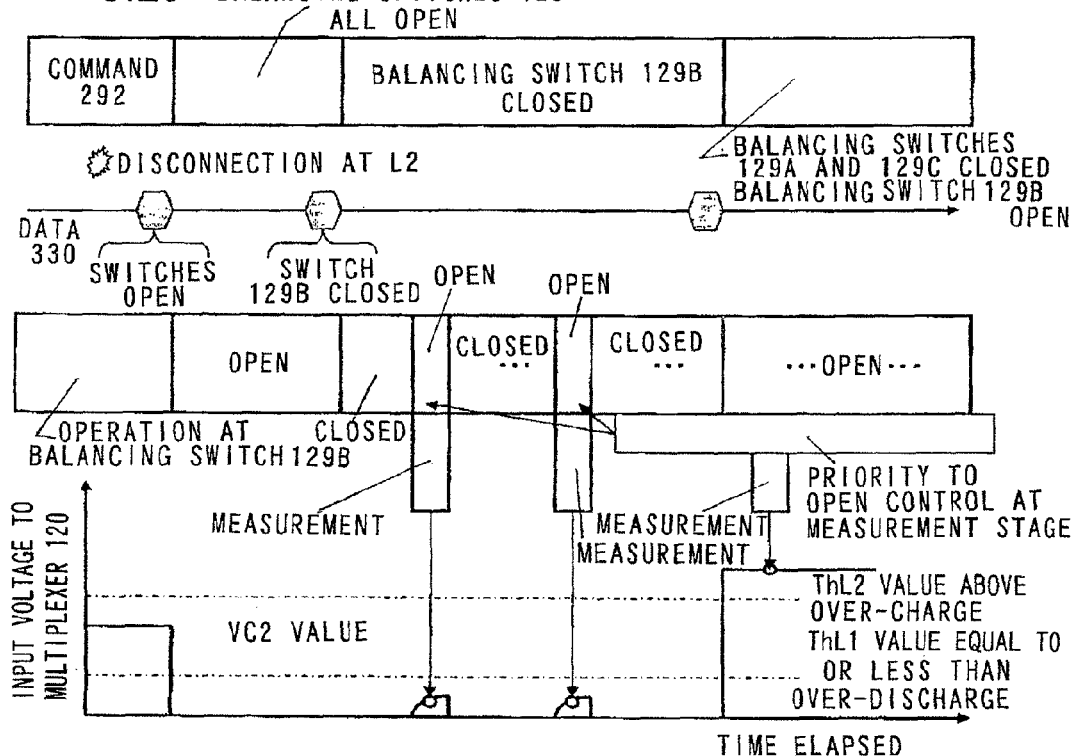 ALL OPEN
COMMAND
292
BALANCING SWITCH 129B
CLOSED
DISCONNECTION AT L2
BALANCING SWITCHES
129A AND 129C CLOSED
BALANCING SWITCH 129B
OPEN
DATA
330
SWITCHES
OPEN
SWITCH
129B CLOSED
OPEN
OPEN
OPEN
CLOSED
...
CLOSED
...
...OPEN...
OPERATION AT
BALANCING SWITCH 129B
CLOSED
MEASUREMENT
MEASUREMENT
MEASUREMENT
PRIORITY TO
OPEN CONTROL AT
MEASUREMENT STAGE
INPUT VOLTAGE TO
MULTIPLEXER 120
VC2 VALUE
ThL2 VALUE ABOVE
OVER-CHARGE
ThL1 VALUE EQUAL TO
OR LESS THAN
OVER-DISCHARGE
TIME ELAPSED